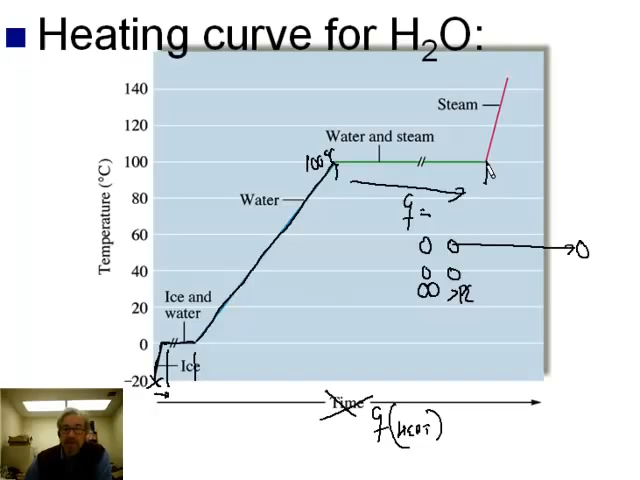 ■ Heating curve for H₂O:
140
120
100
80
60
40
20
0
−20
Temperature (°C)
Steam
Water and steam
100°
Water
q =
Ice and
water
Ice
>PE
Time
q (HEAT)